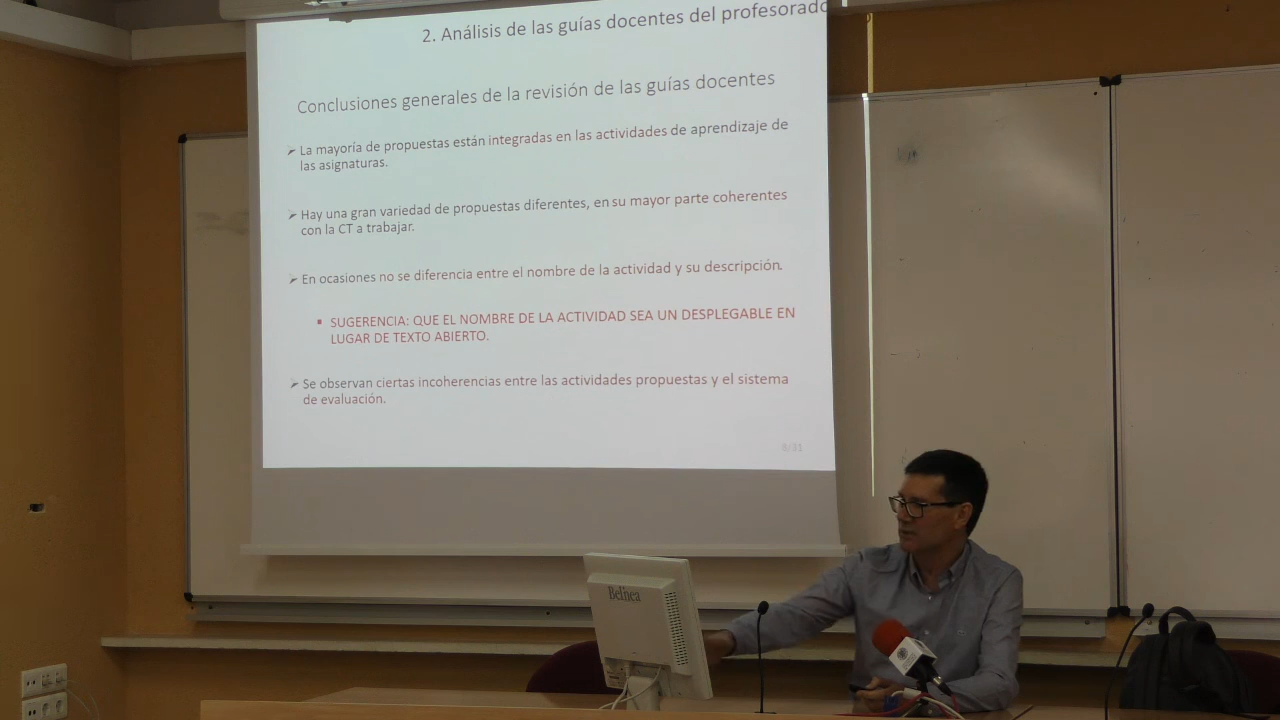 2. Análisis de las guías docentes del profesorado
Conclusiones generales de la revisión de las guías docentes
➢ La mayoría de propuestas están integradas en las actividades de aprendizaje de
las asignaturas.
➢ Hay una gran variedad de propuestas diferentes, en su mayor parte coherentes
con la CT a trabajar.
➢ En ocasiones no se diferencia entre el nombre de la actividad y su descripción.
▪ SUGERENCIA: QUE EL NOMBRE DE LA ACTIVIDAD SEA UN DESPLEGABLE EN
LUGAR DE TEXTO ABIERTO.
➢ Se observan ciertas incoherencias entre las actividades propuestas y el sistema
de evaluación.
Belinea